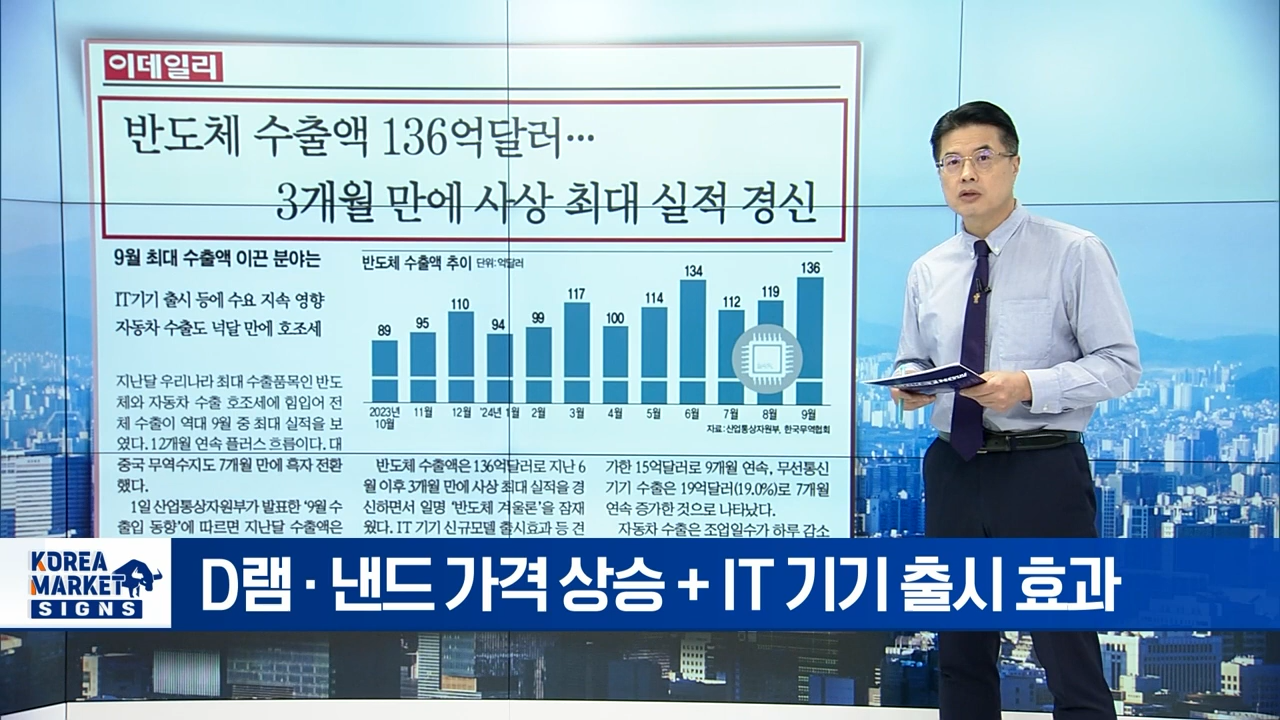 이데일리
반도체 수출액 136억달러…
3개월 만에 사상 최대 실적 경신
9월 최대 수출액 이끈 분야는
IT기기 출시 등에 수요 지속 영향
자동차 수출도 넉달 만에 호조세
지난달 우리나라 최대 수출품목인 반도
체와 자동차 수출 호조세에 힘입어 전
체 수출이 역대 9월 중 최대 실적을 보
였다. 12개월 연속 플러스 흐름이다. 대
중국 무역수지도 7개월 만에 흑자 전환
했다.
1일 산업통상자원부가 발표한 '9월 수
출입 동향'에 따르면 지난달 수출액은
반도체 수출액 추이 단위:억달러
89 95 110 94 99 117 100 114 134 112 119 136
2023년 11월 12월 '24년 1월 2월 3월 4월 5월 6월 7월 8월 9월
10월
자료:산업통상자원부, 한국무역협회
반도체 수출액은 136억달러로 지난 6
월 이후 3개월 만에 사상 최대 실적을 경
신하면서 일명 '반도체 겨울론'을 잠재
웠다. IT 기기 신규모델 출시효과 등 견
가한 15억달러로 9개월 연속, 무선통신
기기 수출은 19억달러(19.0%)로 7개월
연속 증가한 것으로 나타났다.
자동차 수출은 조업일수가 하루 감소
KOREA
MARKET
SIGNS
D램 · 낸드 가격 상승 + IT 기기 출시 효과